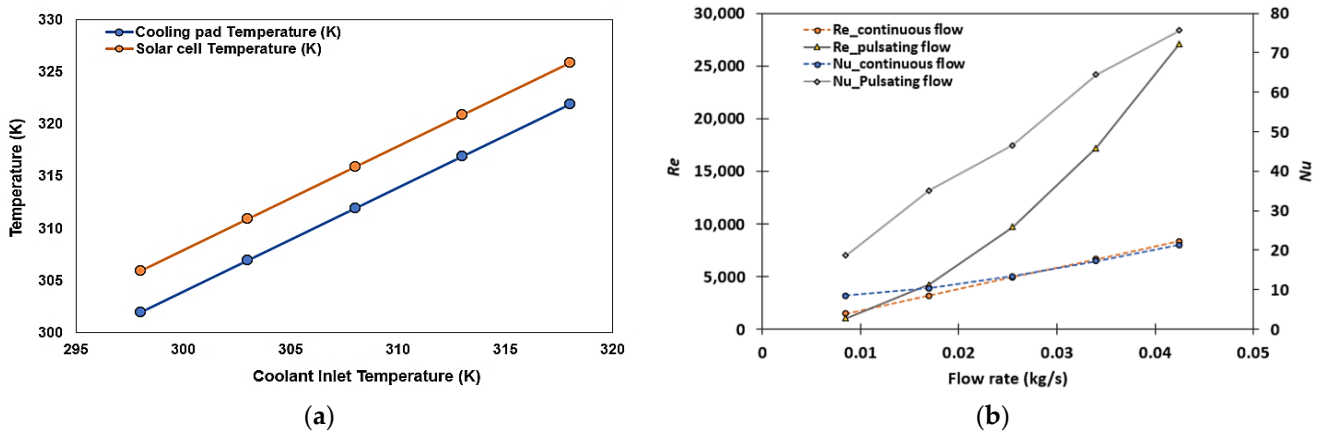 330
325
320
315
310
305
300
295
300
305
310
315
320
Temperature (K)
Coolant Inlet Temperature (K)
Cooling pad Temperature (K)
Solar cell Temperature (K)
(a)
30,000
25,000
20,000
15,000
10,000
5,000
0
Re
80
70
60
50
40
30
20
10
0
Nu
0
0.01
0.02
0.03
0.04
0.05
Flow rate (kg/s)
Re_continuous flow
Re_pulsating flow
Nu_continuous flow
Nu_Pulsating flow
(b)